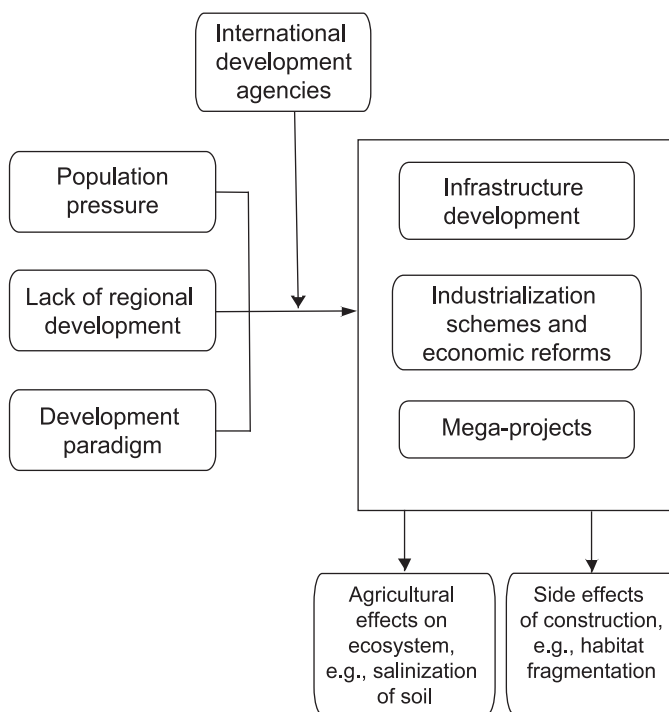 International
development
agencies
Population
pressure
Lack of regional
development
Development
paradigm
Infrastructure
development
Industrialization
schemes and
economic reforms
Mega-projects
Agricultural
effects on
ecosystem,
e.g., salinization
of soil
Side effects
of construction,
e.g., habitat
fragmentation